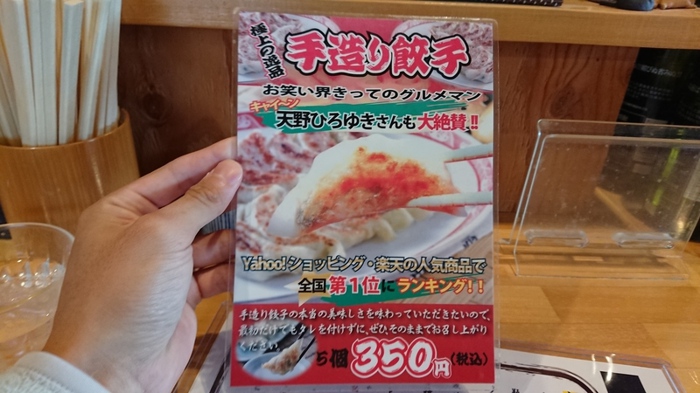 極上の逸品
手造り餃子
お笑い界きってのグルメマン
キャイ〜ン
天野ひろゆきさんも大絶賛!!
Yahoo!ショッピング・楽天の人気商品で
全国第1位にランキング!!
手造り餃子の本当の美味しさを味わっていただきたいので、
最初だけでもタレを付けずに、ぜひ、そのままでお召し上がり
ください。
5個 350円(税込)